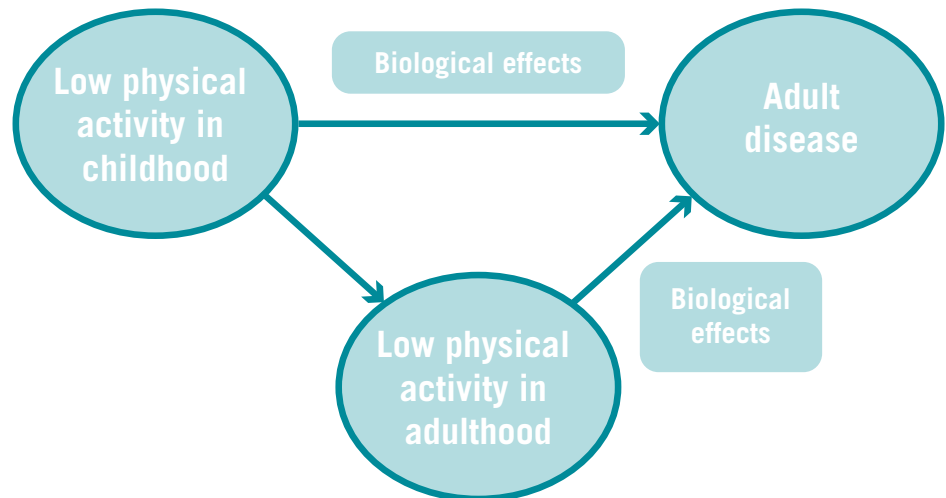 Low physical
activity in
childhood
Biological effects
Adult
disease
Low physical
activity in
adulthood
Biological
effects